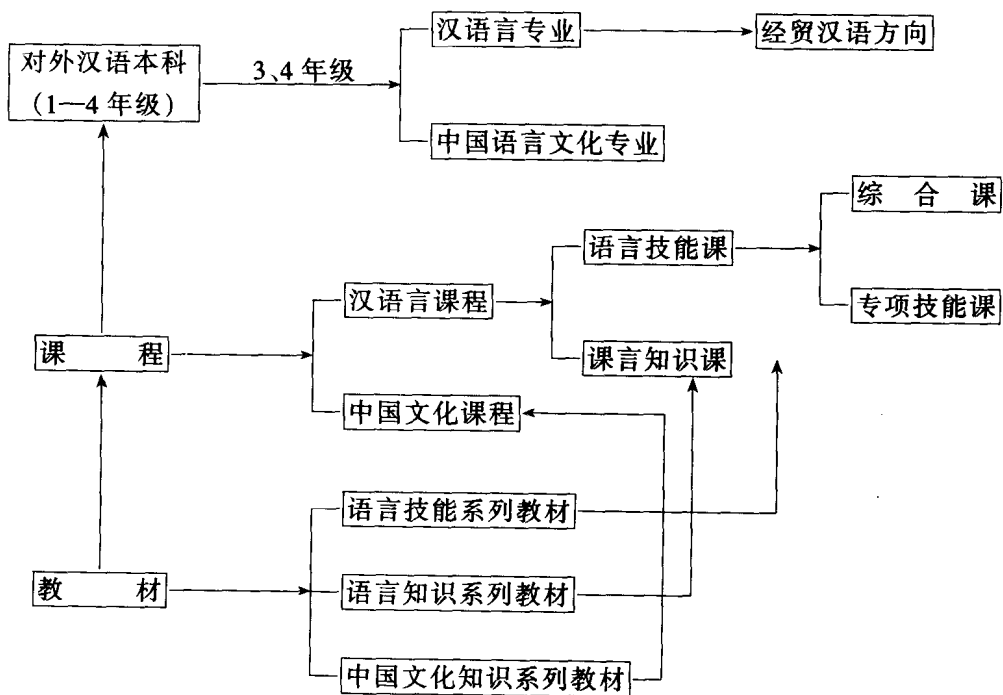 汉语言专业
经贸汉语方向
对外汉语本科
(1—4年级)
3、4年级
中国语言文化专业
综 合 课
语言技能课
汉语言课程
专项技能课
课 程
课言知识课
中国文化课程
语言技能系列教材
教 材
语言知识系列教材
中国文化知识系列教材